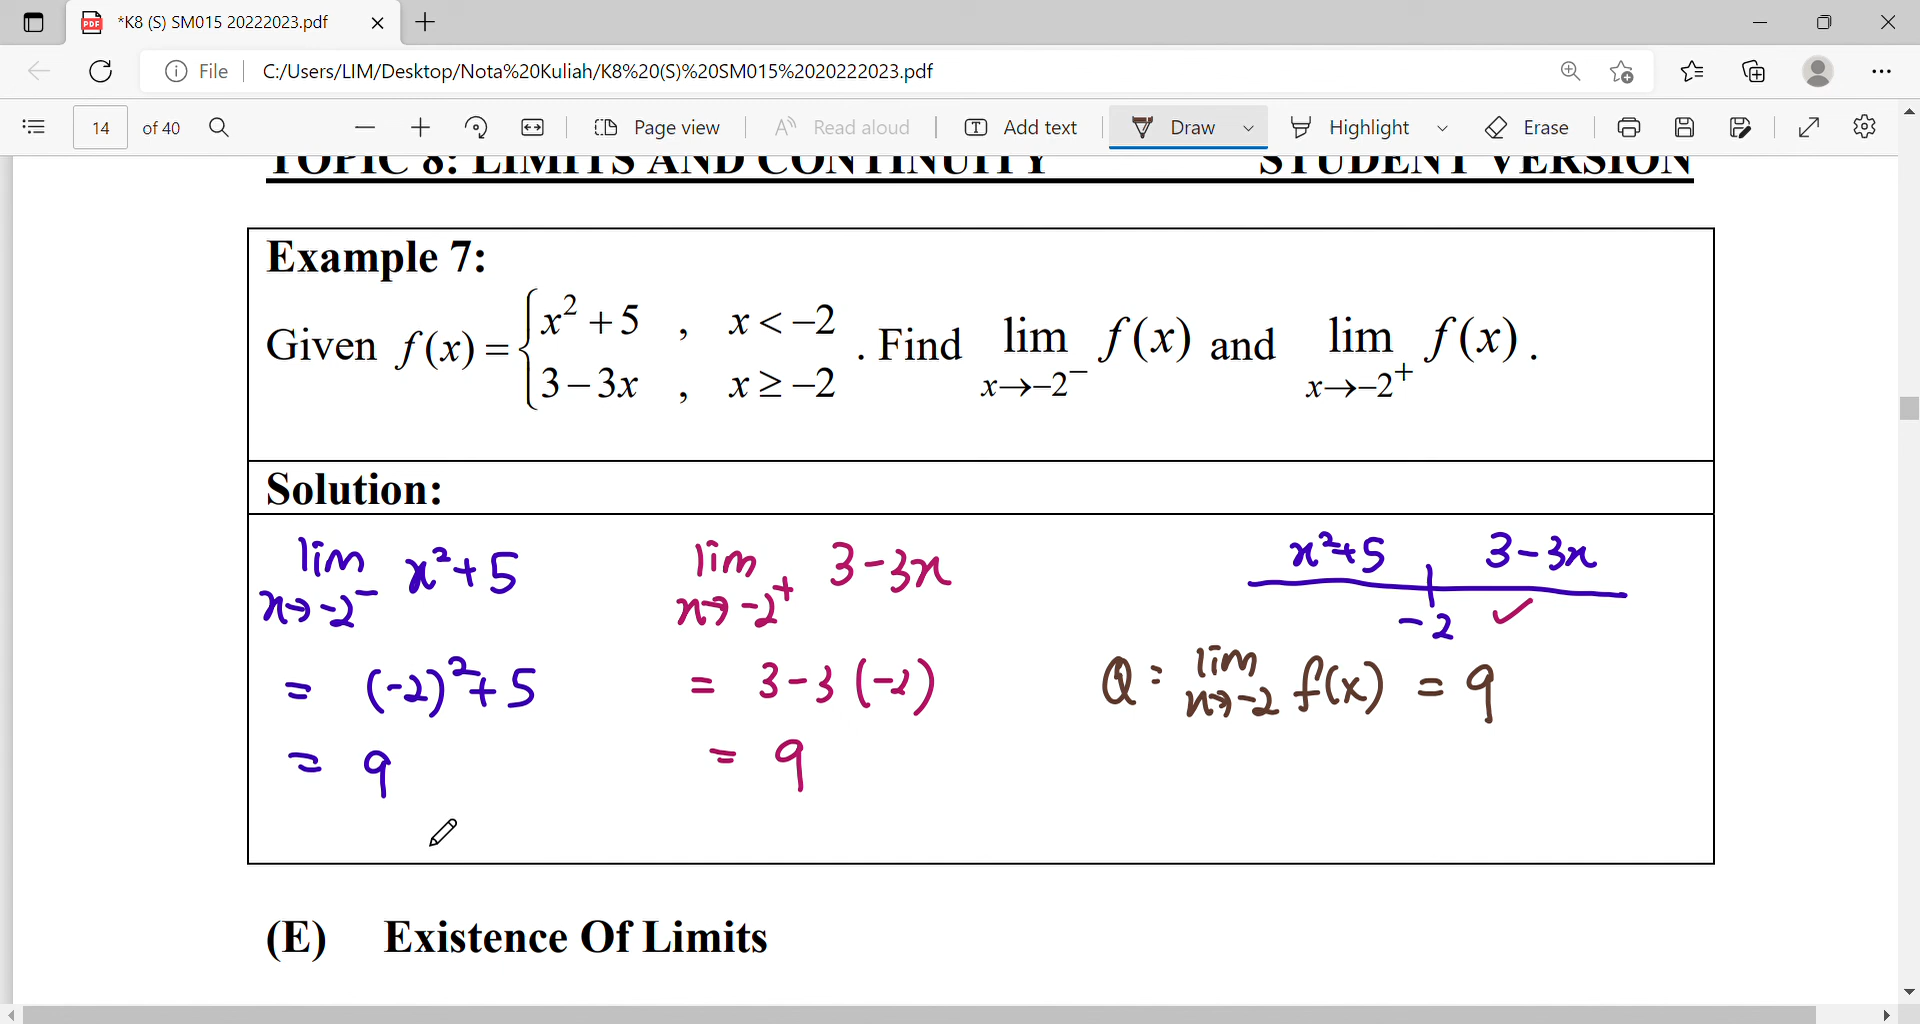 *K8 (S) SM015 20222023.pdf
File | C:/Users/LIM/Desktop/Nota%20Kuliah/K8%20(S)%20SM015%2020222023.pdf
14 of 40 Page view Read aloud Add text Draw Highlight Erase
TOPIC 8: LIMITS AND CONTINUITY STUDENT VERSION
Example 7:
Given f(x) = { x² + 5 , x < −2
3 − 3x , x ≥ −2 . Find lim x→−2⁻ f(x) and lim x→−2⁺ f(x) .
Solution:
lim x→-2⁻ x²+5
= (-2)²+5
= 9
lim x→-2⁺ 3-3x
= 3-3(-2)
= 9
x²+5 3-3x
-2 ✓
Q: lim x→-2 f(x) = 9
(E) Existence Of Limits